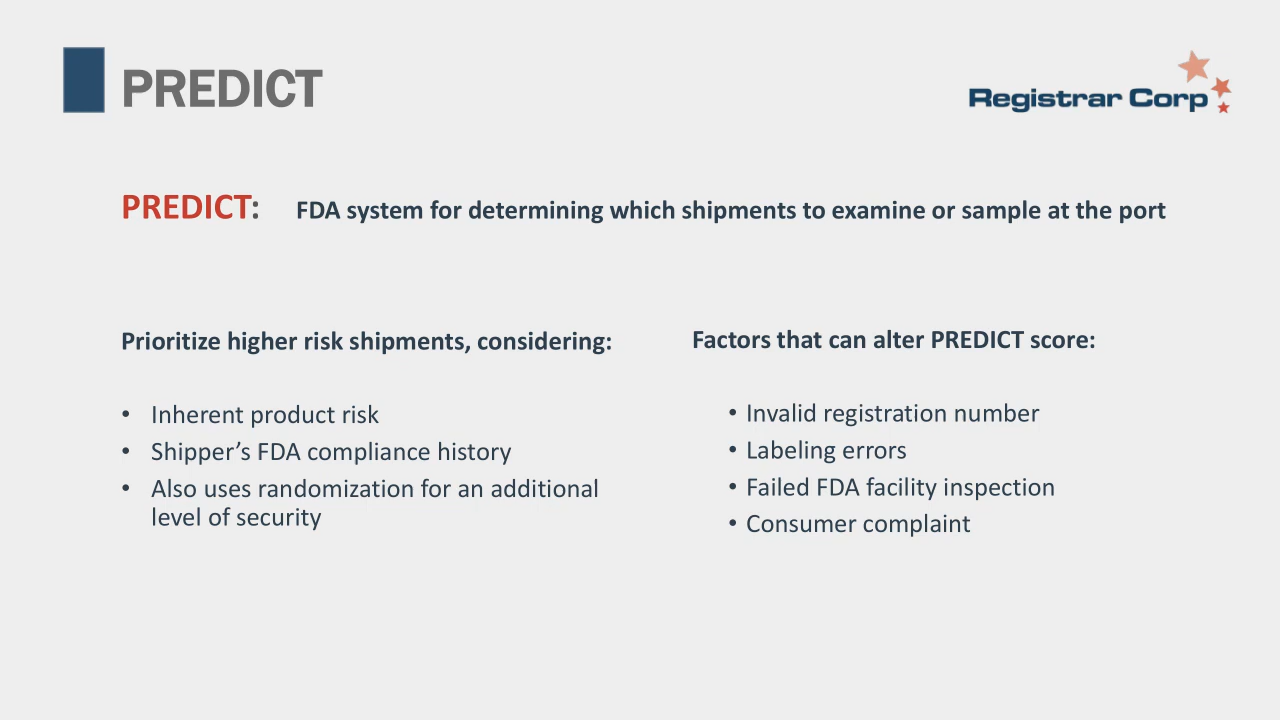 PREDICT
Registrar Corp
PREDICT: FDA system for determining which shipments to examine or sample at the port
Prioritize higher risk shipments, considering:
• Inherent product risk
• Shipper’s FDA compliance history
• Also uses randomization for an additional
level of security
Factors that can alter PREDICT score:
• Invalid registration number
• Labeling errors
• Failed FDA facility inspection
• Consumer complaint